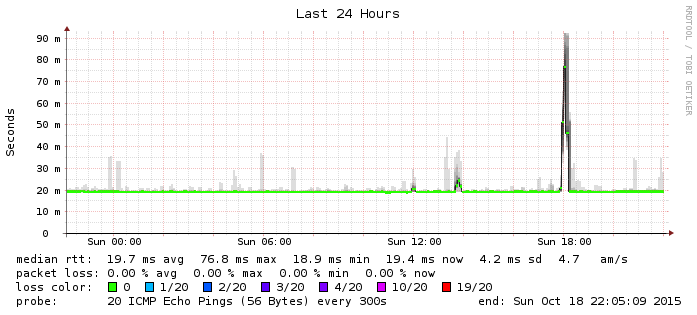 Last 24 Hours
RRDTOOL / TOBI OETIKER
Seconds
90 m
80 m
70 m
60 m
50 m
40 m
30 m
20 m
10 m
0
Sun 00:00 Sun 06:00 Sun 12:00 Sun 18:00
median rtt: 19.7 ms avg 76.8 ms max 18.9 ms min 19.4 ms now 4.2 ms sd 4.7 am/s
packet loss: 0.00 % avg 0.00 % max 0.00 % min 0.00 % now
loss color: 0 1/20 2/20 3/20 4/20 10/20 19/20
probe: 20 ICMP Echo Pings (56 Bytes) every 300s end: Sun Oct 18 22:05:09 2015